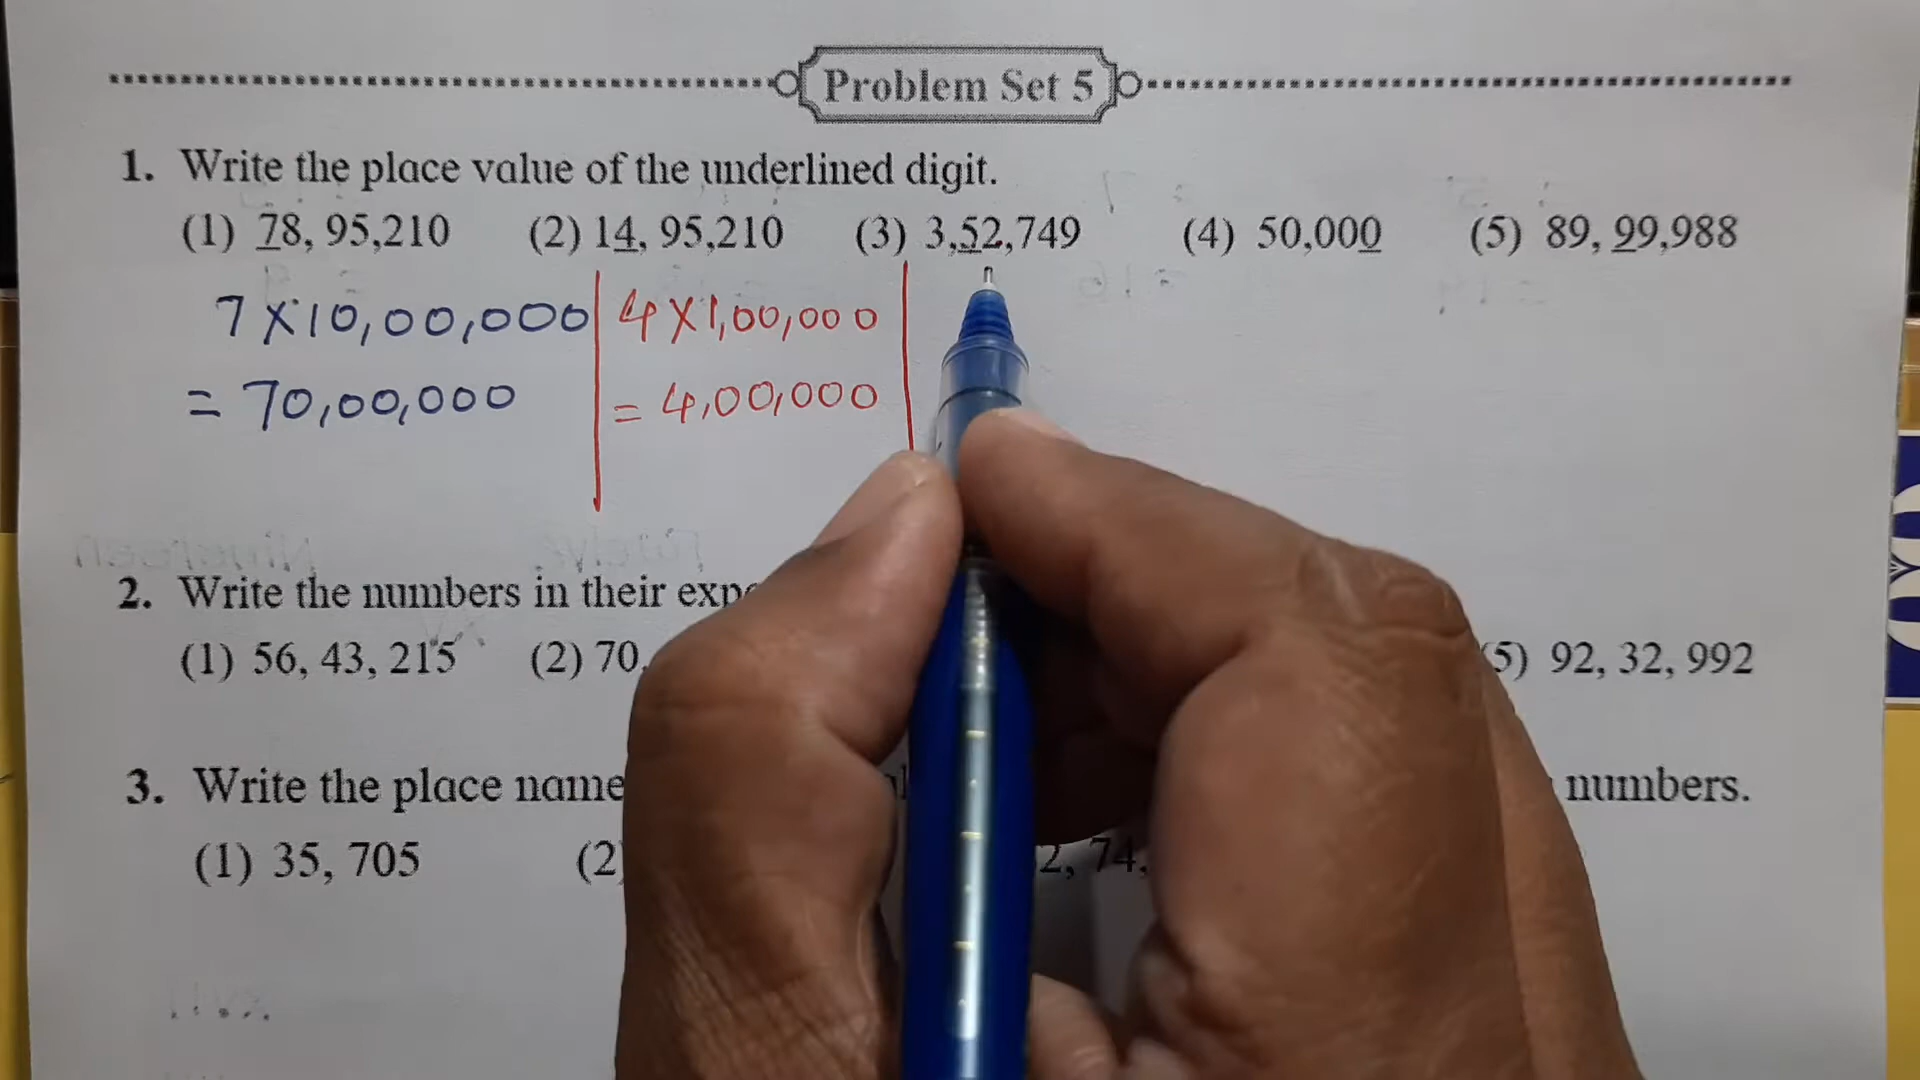 Problem Set 5
1. Write the place value of the underlined digit.
(1) 78, 95,210 (2) 14, 95,210 (3) 3,52,749 (4) 50,000 (5) 89, 99,988
7 X 10,00,000 4 X 1,00,000
= 70,00,000 = 4,00,000
2. Write the numbers in their
(1) 56, 43, 215 (2) 70, (5) 92, 32, 992
3. Write the place name numbers.
(1) 35, 705 (2) 2, 74,